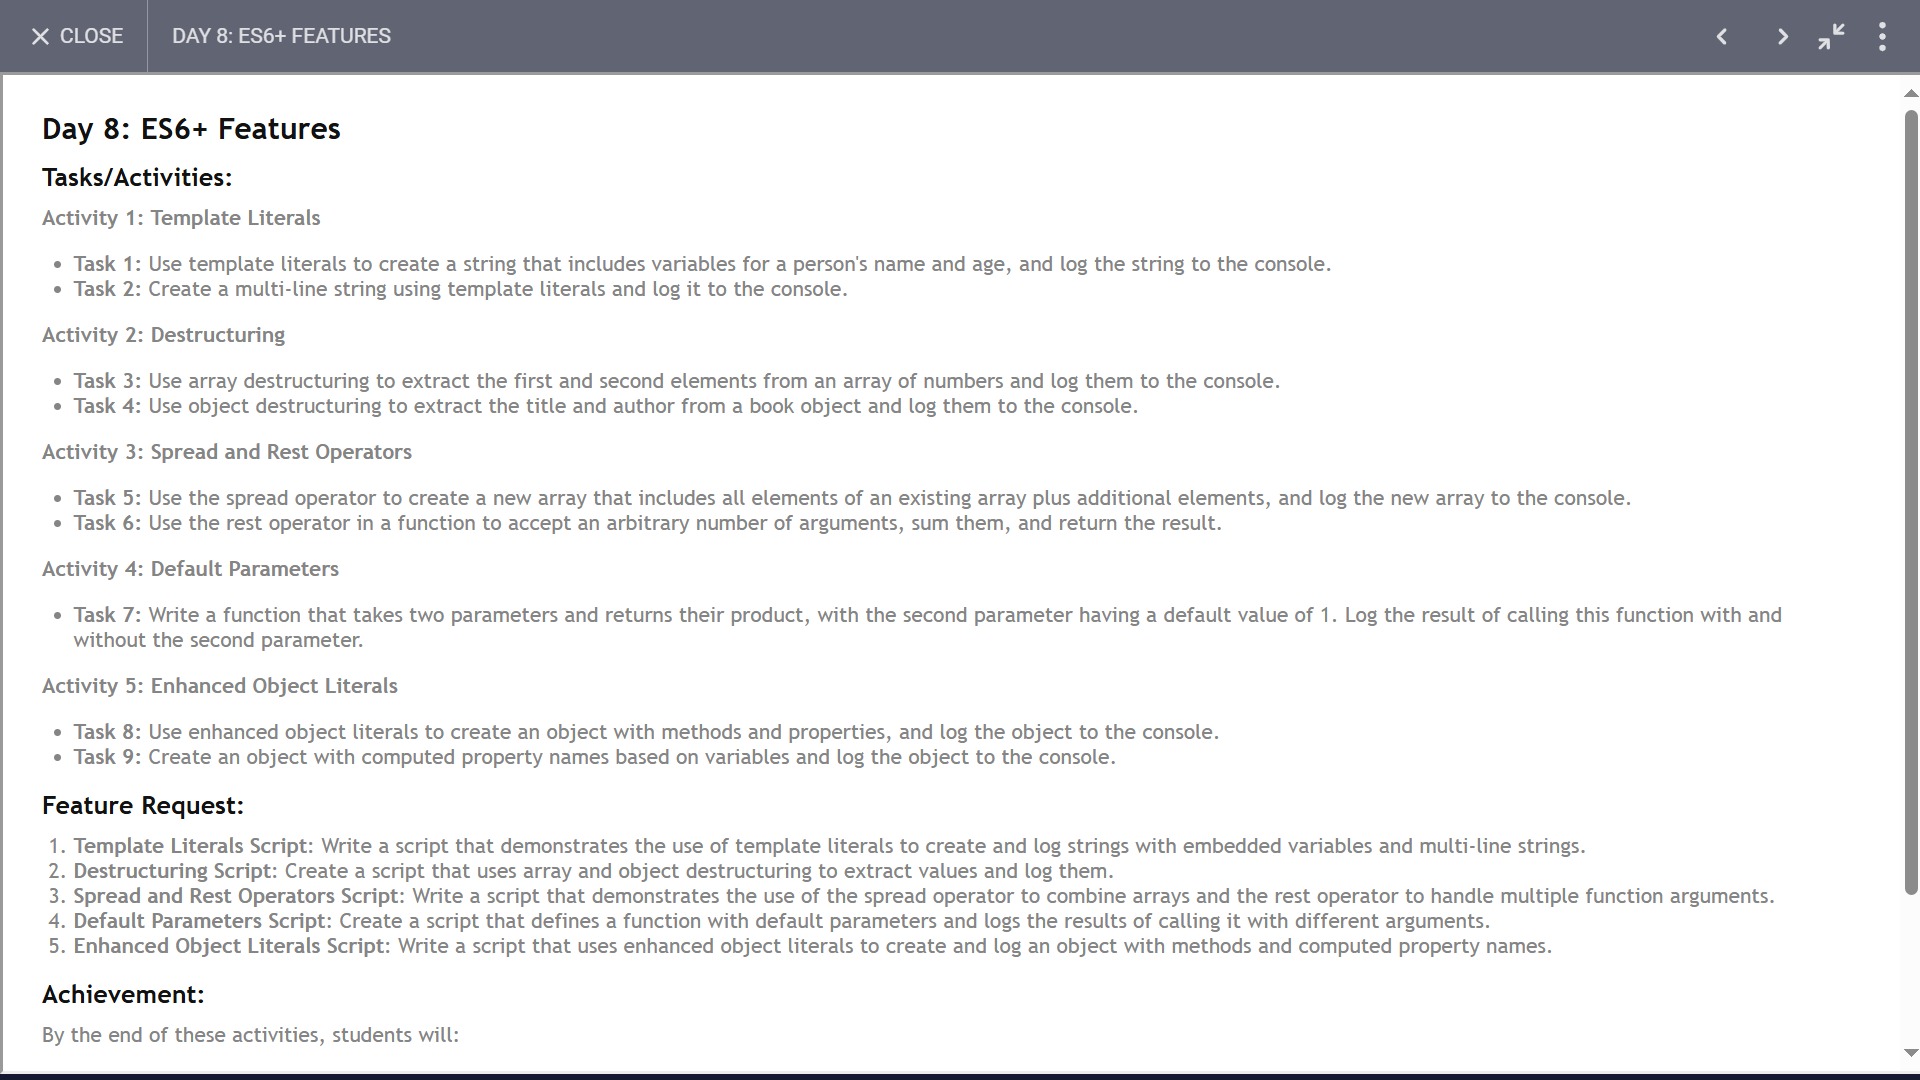 CLOSE DAY 8: ES6+ FEATURES
Day 8: ES6+ Features
Tasks/Activities:
Activity 1: Template Literals
• Task 1: Use template literals to create a string that includes variables for a person's name and age, and log the string to the console.
• Task 2: Create a multi-line string using template literals and log it to the console.
Activity 2: Destructuring
• Task 3: Use array destructuring to extract the first and second elements from an array of numbers and log them to the console.
• Task 4: Use object destructuring to extract the title and author from a book object and log them to the console.
Activity 3: Spread and Rest Operators
• Task 5: Use the spread operator to create a new array that includes all elements of an existing array plus additional elements, and log the new array to the console.
• Task 6: Use the rest operator in a function to accept an arbitrary number of arguments, sum them, and return the result.
Activity 4: Default Parameters
• Task 7: Write a function that takes two parameters and returns their product, with the second parameter having a default value of 1. Log the result of calling this function with and
without the second parameter.
Activity 5: Enhanced Object Literals
• Task 8: Use enhanced object literals to create an object with methods and properties, and log the object to the console.
• Task 9: Create an object with computed property names based on variables and log the object to the console.
Feature Request:
1. Template Literals Script: Write a script that demonstrates the use of template literals to create and log strings with embedded variables and multi-line strings.
2. Destructuring Script: Create a script that uses array and object destructuring to extract values and log them.
3. Spread and Rest Operators Script: Write a script that demonstrates the use of the spread operator to combine arrays and the rest operator to handle multiple function arguments.
4. Default Parameters Script: Create a script that defines a function with default parameters and logs the results of calling it with different arguments.
5. Enhanced Object Literals Script: Write a script that uses enhanced object literals to create and log an object with methods and computed property names.
Achievement:
By the end of these activities, students will: